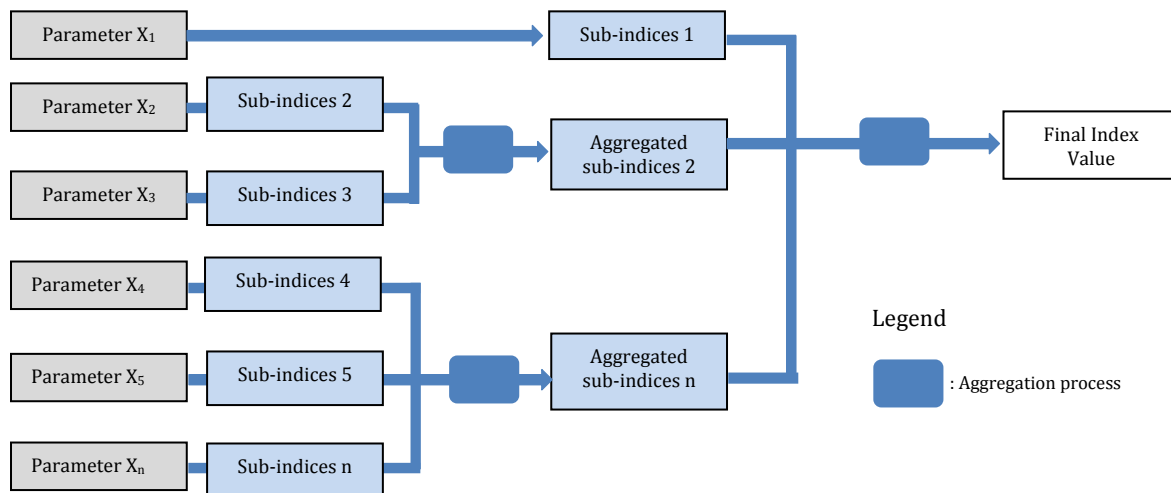 Parameter X₁
Sub-indices 1
Parameter X₂
Sub-indices 2
Aggregated
sub-indices 2
Final Index
Value
Parameter X₃
Sub-indices 3
Parameter X₄
Sub-indices 4
Legend
Parameter X₅
Sub-indices 5
Aggregated
sub-indices n
: Aggregation process
Parameter Xₙ
Sub-indices n